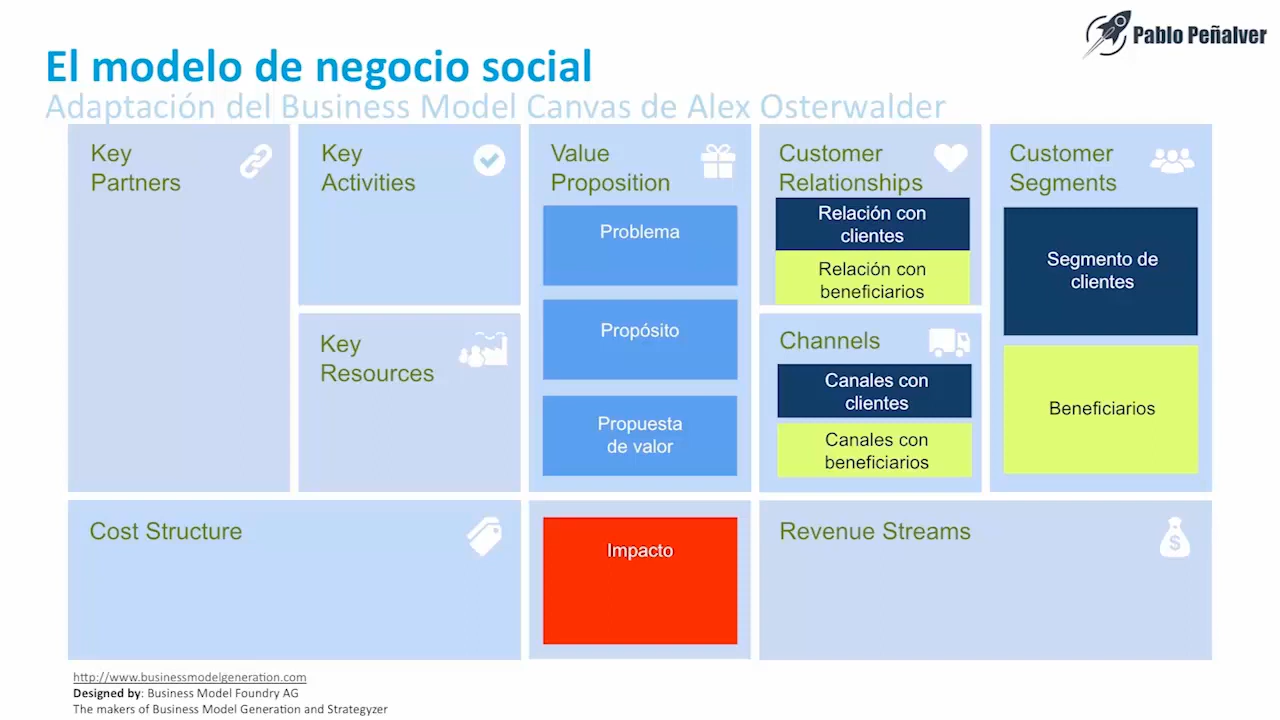 Pablo Peñalver
El modelo de negocio social
Adaptación del Business Model Canvas de Alex Osterwalder
Key
Partners
Key
Activities
Key
Resources
Value
Proposition
Problema
Propósito
Propuesta
de valor
Customer
Relationships
Relación con
clientes
Relación con
beneficiarios
Channels
Canales con
clientes
Canales con
beneficiarios
Customer
Segments
Segmento de
clientes
Beneficiarios
Cost Structure
Impacto
Revenue Streams
$
http://www.businessmodelgeneration.com
Designed by: Business Model Foundry AG
The makers of Business Model Generation and Strategyzer